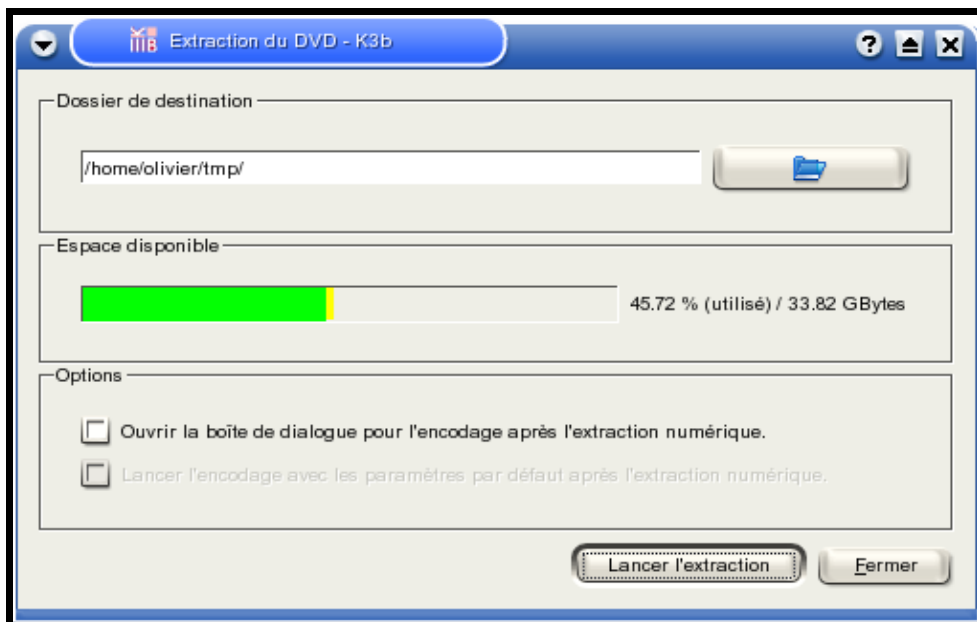 Extraction du DVD - K3b
Dossier de destination
/home/olivier/tmp/
Espace disponible
45.72 % (utilisé) / 33.82 GBytes
Options
Ouvrir la boîte de dialogue pour l'encodage après l'extraction numérique.
Lancer l'encodage avec les paramètres par défaut après l'extraction numérique.
Lancer l'extraction
Fermer